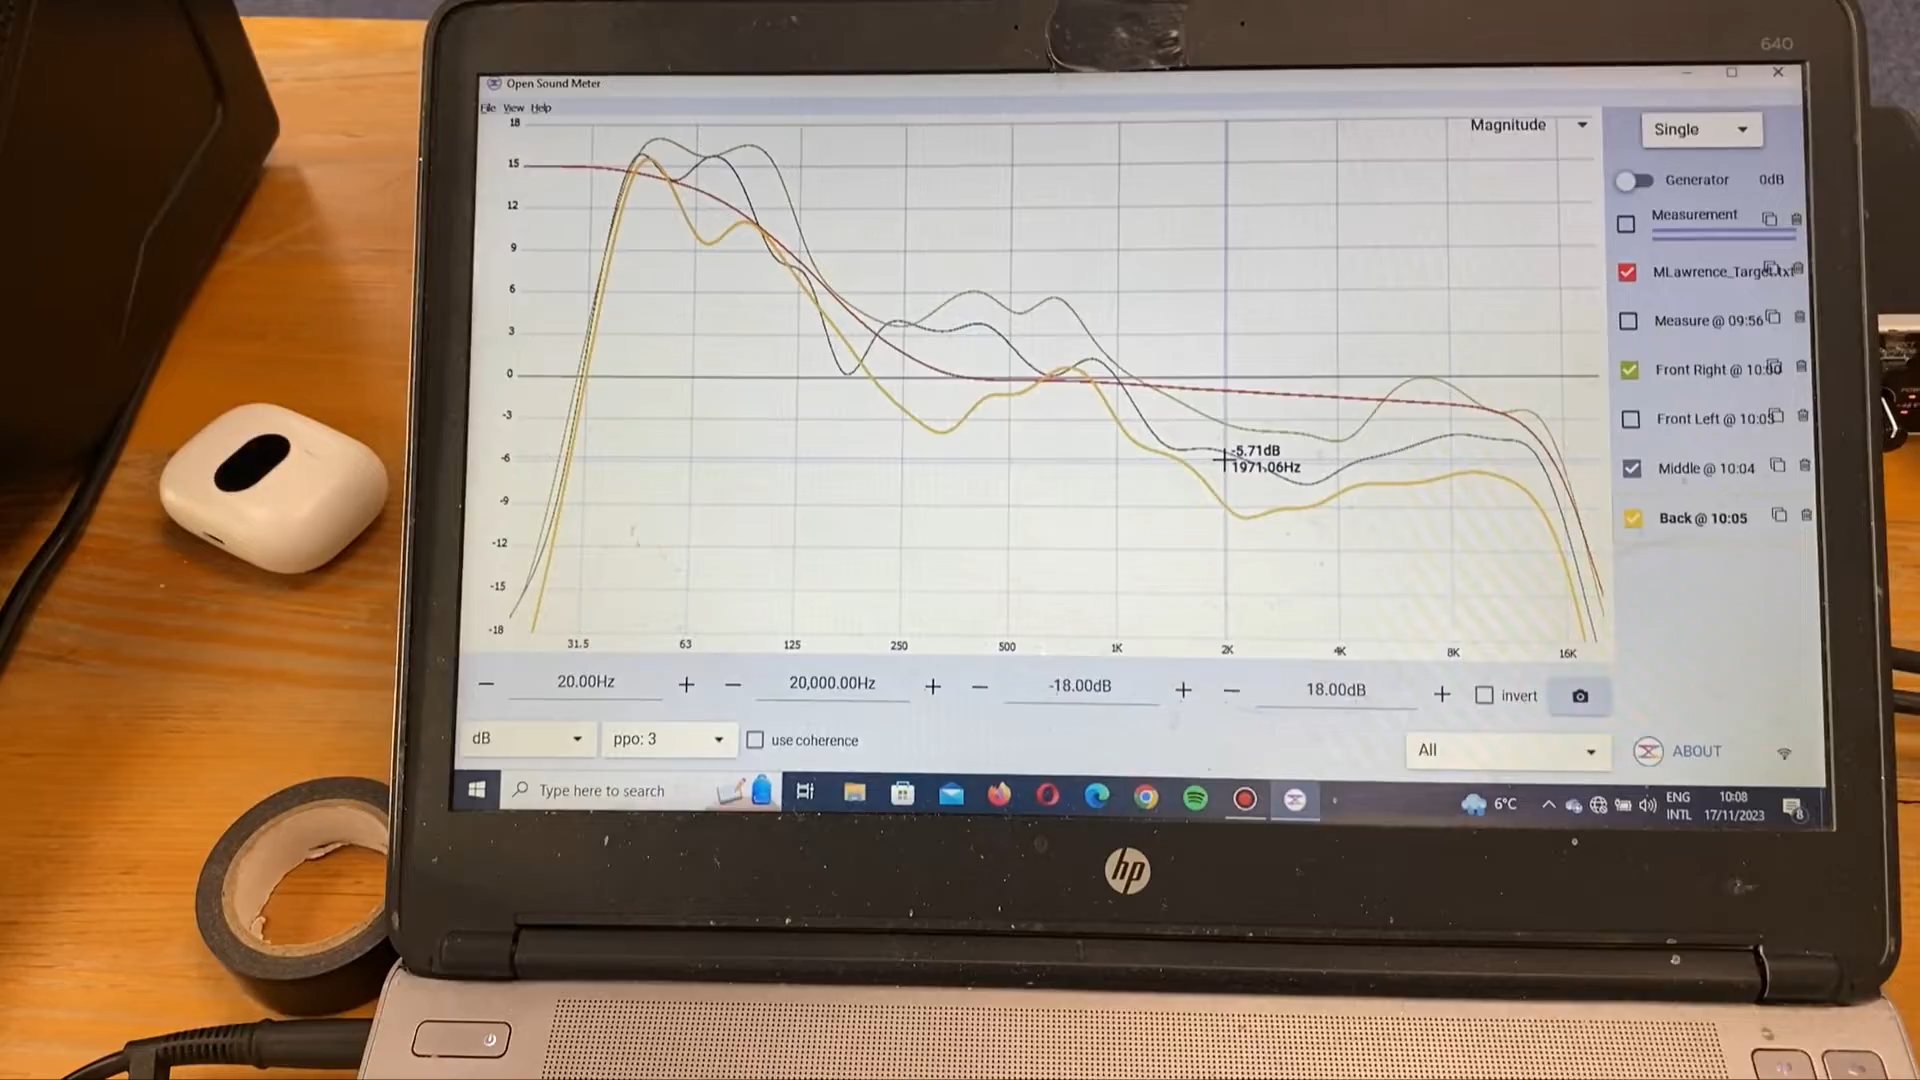 640
Open Sound Meter
File View Help
Magnitude
Single
18
15
12
9
6
3
0
-3
-6
-9
-12
-15
-18
-5.71dB
1971.06Hz
31.5 63 125 250 500 1K 2K 4K 8K 16K
Generator 0dB
Measurement
MLawrence_Target.txt
Measure @ 09:56
Front Right @ 10:00
Front Left @ 10:03
Middle @ 10:04
Back @ 10:05
− 20.00Hz + − 20,000.00Hz + − -18.00dB + − 18.00dB + invert
dB ppo: 3 use coherence All ABOUT
Type here to search
6°C
ENG
INTL
10:08
17/11/2023
8
hp